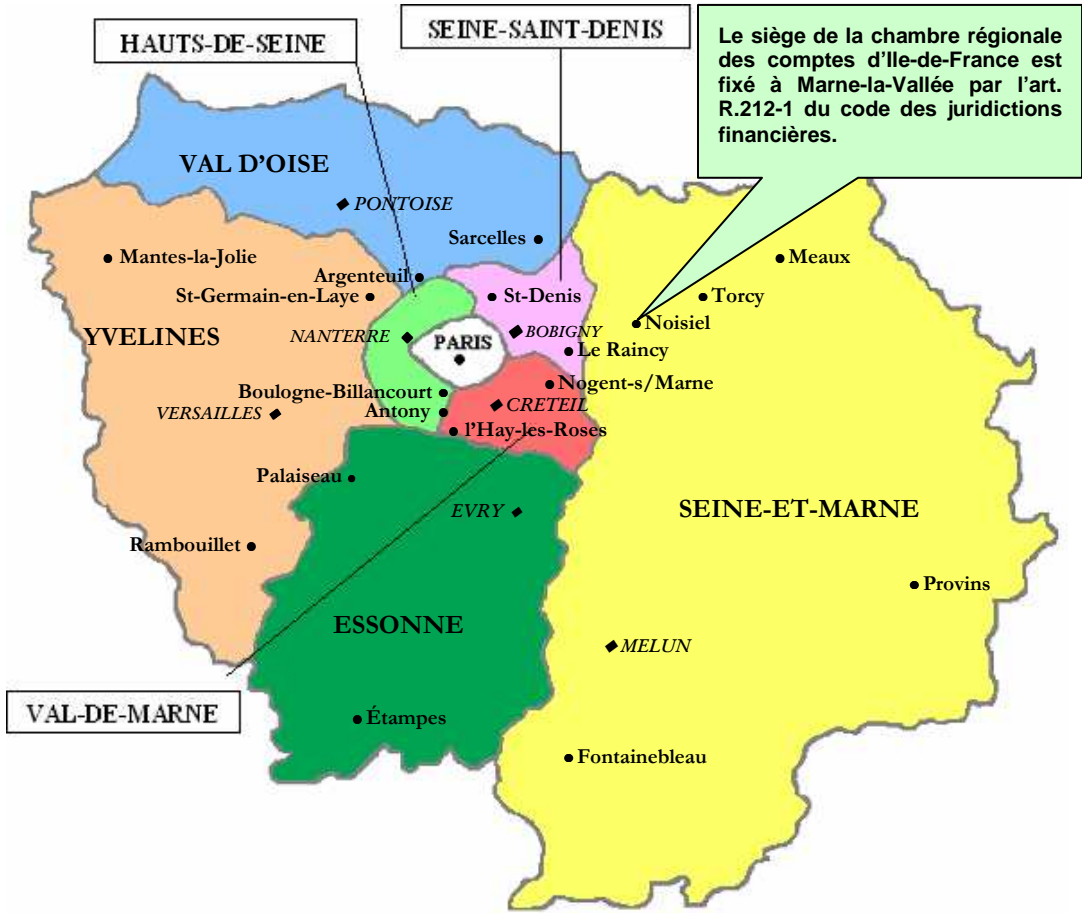 HAUTS-DE-SEINE
SEINE-SAINT-DENIS
Le siège de la chambre régionale
des comptes d'Ile-de-France est
fixé à Marne-la-Vallée par l'art.
R.212-1 du code des juridictions
financières.
VAL D'OISE
PONTOISE
Sarcelles
Mantes-la-Jolie
Meaux
Argenteuil
St-Germain-en-Laye
St-Denis
Torcy
Noisiel
YVELINES
NANTERRE
PARIS
BOBIGNY
Le Raincy
Nogent-s/Marne
Boulogne-Billancourt
VERSAILLES
Antony
CRETEIL
l'Hay-les-Roses
Palaiseau
EVRY
SEINE-ET-MARNE
Rambouillet
Provins
ESSONNE
MELUN
VAL-DE-MARNE
Étampes
Fontainebleau